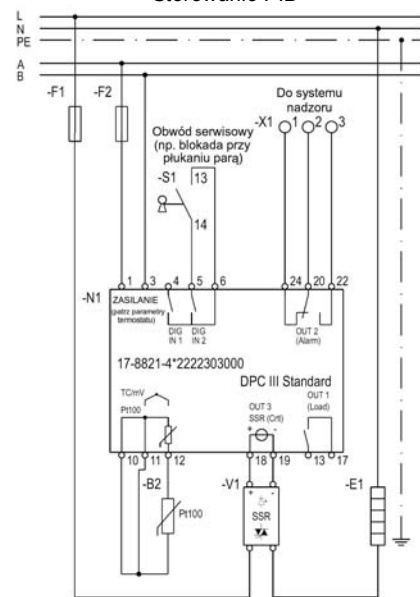 L
N
PE
A
B
-F1
-F2
Do systemu
nadzoru
-X1 1 2 3
Obwód serwisowy
(np. blokada przy
płukaniu parą)
-S1
13
14
1 3 4 5 6 24 20 22
-N1
ZASILANIE
(patrz parametry
termostatu)
DIG
IN 1
DIG
IN 2
OUT 2
(Alarm)
17-8821-4*2222303000
DPC III Standard
TC/mV
Pt100
OUT 3
SSR (Crtl)
+ -
OUT 1
(Load)
10 11 12 18 19 13 17
-B2
Pt100
-V1
+ -
SSR
-E1